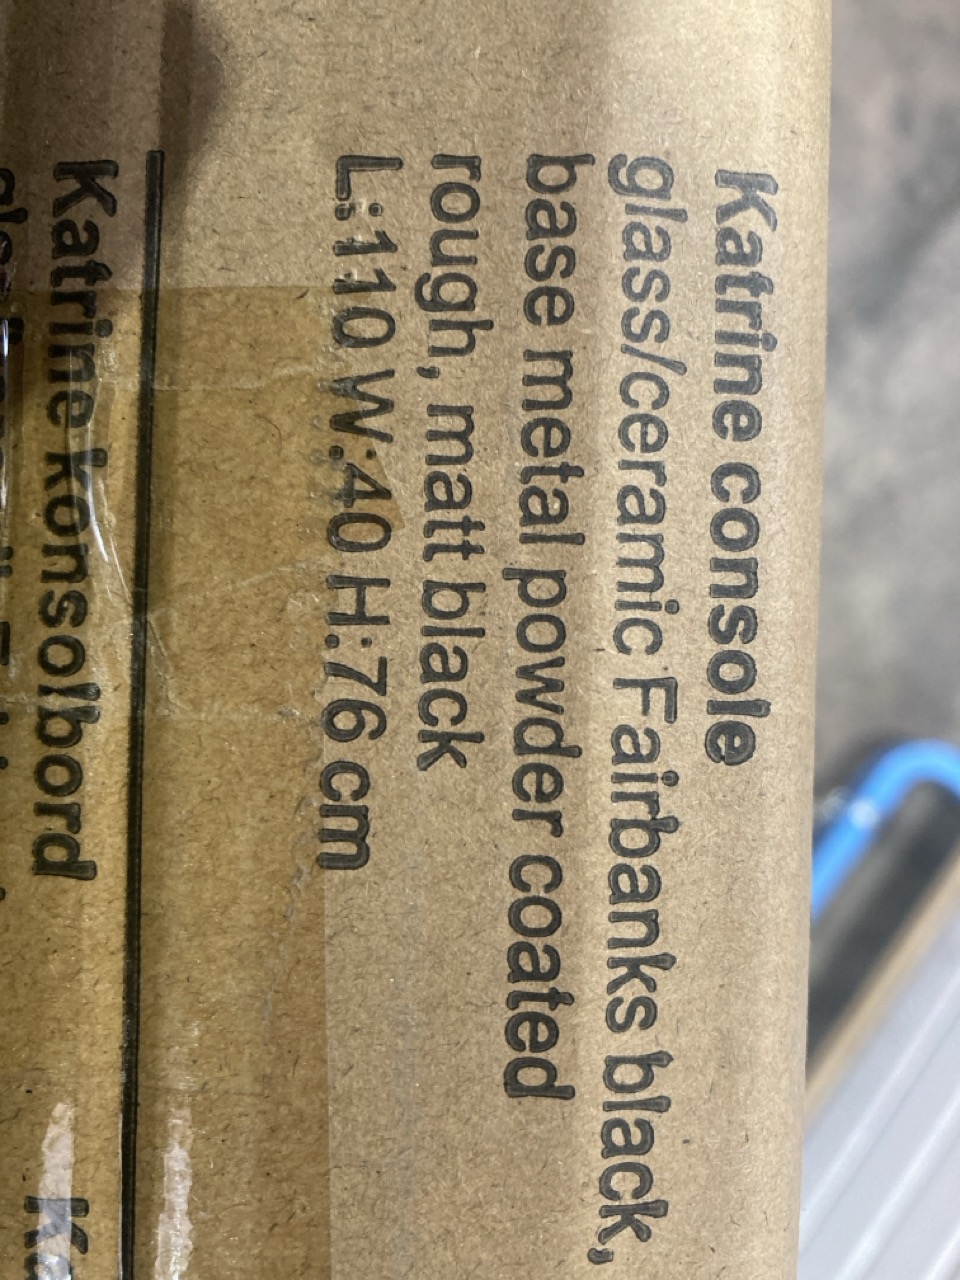 Katrine console
glass/ceramic Fairbanks black,
base metal powder coated
rough, matt black
L:110 W:40 H:76 cm
Katrine konsolbord